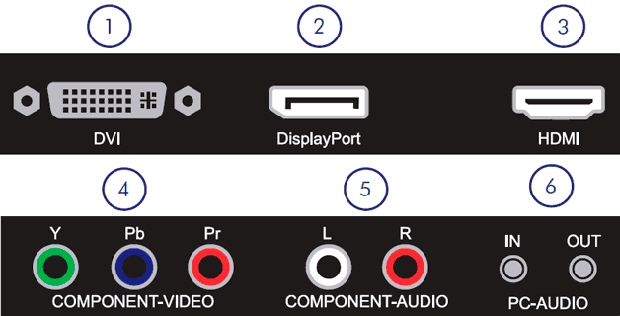 1 2 3
DVI DisplayPort HDMI
4 5 6
Y Pb Pr L R IN OUT
COMPONENT-VIDEO COMPONENT-AUDIO PC-AUDIO